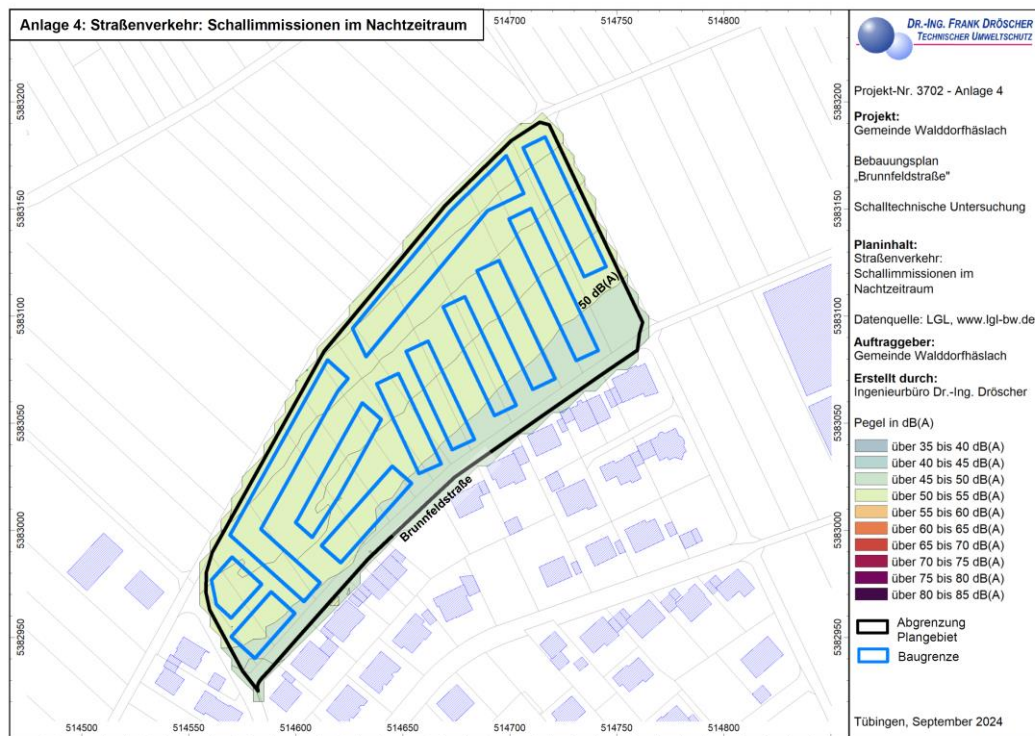 Anlage 4: Straßenverkehr: Schallimmissionen im Nachtzeitraum
514700
514750
514800
5383200
5383150
5383100
5383050
5383000
5382950
5383200
5383150
5383100
5383050
5383000
5382950
50 dB(A)
Brunnfeldstraße
514500
514550
514600
514650
514700
514750
514800
DR.-ING. FRANK DRÖSCHER
TECHNISCHER UMWELTSCHUTZ
Projekt-Nr. 3702 - Anlage 4
Projekt:
Gemeinde Walddorfhäslach
Bebauungsplan
„Brunnfeldstraße"
Schalltechnische Untersuchung
Planinhalt:
Straßenverkehr:
Schallimmissionen im
Nachtzeitraum
Datenquelle: LGL, www.lgl-bw.de
Auftraggeber:
Gemeinde Walddorfhäslach
Erstellt durch:
Ingenieurbüro Dr.-Ing. Dröscher
Pegel in dB(A)
über 35 bis 40 dB(A)
über 40 bis 45 dB(A)
über 45 bis 50 dB(A)
über 50 bis 55 dB(A)
über 55 bis 60 dB(A)
über 60 bis 65 dB(A)
über 65 bis 70 dB(A)
über 70 bis 75 dB(A)
über 75 bis 80 dB(A)
über 80 bis 85 dB(A)
Abgrenzung
Plangebiet
Baugrenze
Tübingen, September 2024